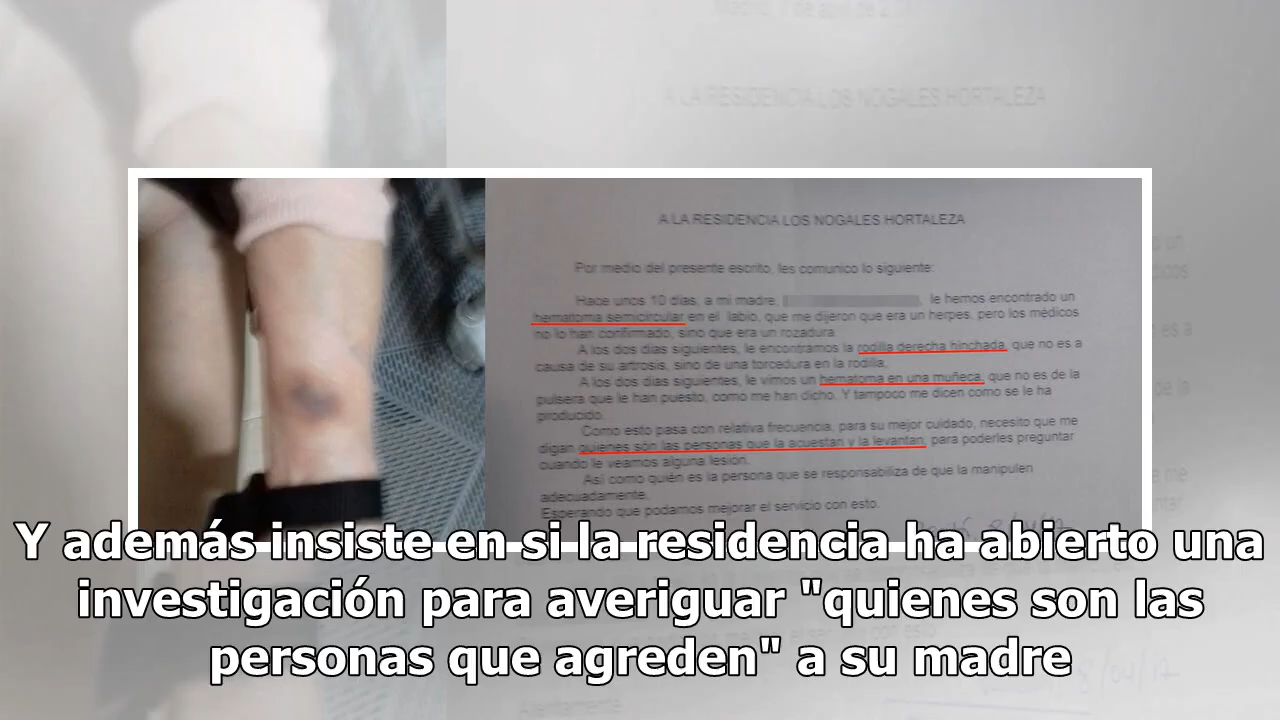 A LA RESIDENCIA LOS NOGALES HORTALEZA
A LA RESIDENCIA LOS NOGALES HORTALEZA
Por medio del presente escrito, les comunico lo siguiente:
Hace unos 10 días, a mi madre, , le hemos encontrado un
hematoma semicircular en el labio, que me dijeron que era un herpes, pero los médicos
no lo han confirmado, sino que era un rozadura.
A los dos días siguientes, le encontramos la rodilla derecha hinchada, que no es a
causa de su artrosis, sino de una torcedura en la rodilla.
A los dos días siguientes, le vimos un hematoma en una muñeca, que no es de la
pulsera que le han puesto, como me han dicho. Y tampoco me dicen como se le ha
producido.
Como esto pasa con relativa frecuencia, para su mejor cuidado, necesito que me
digan quienes son las personas que la acuestan y la levantan, para poderles preguntar
cuando le veamos alguna lesión.
Así como quién es la persona que se responsabiliza de que la manipulen
adecuadamente.
Esperando que podamos mejorar el servicio con esto.
Y además insiste en si la residencia ha abierto una
investigación para averiguar "quienes son las
personas que agreden" a su madre